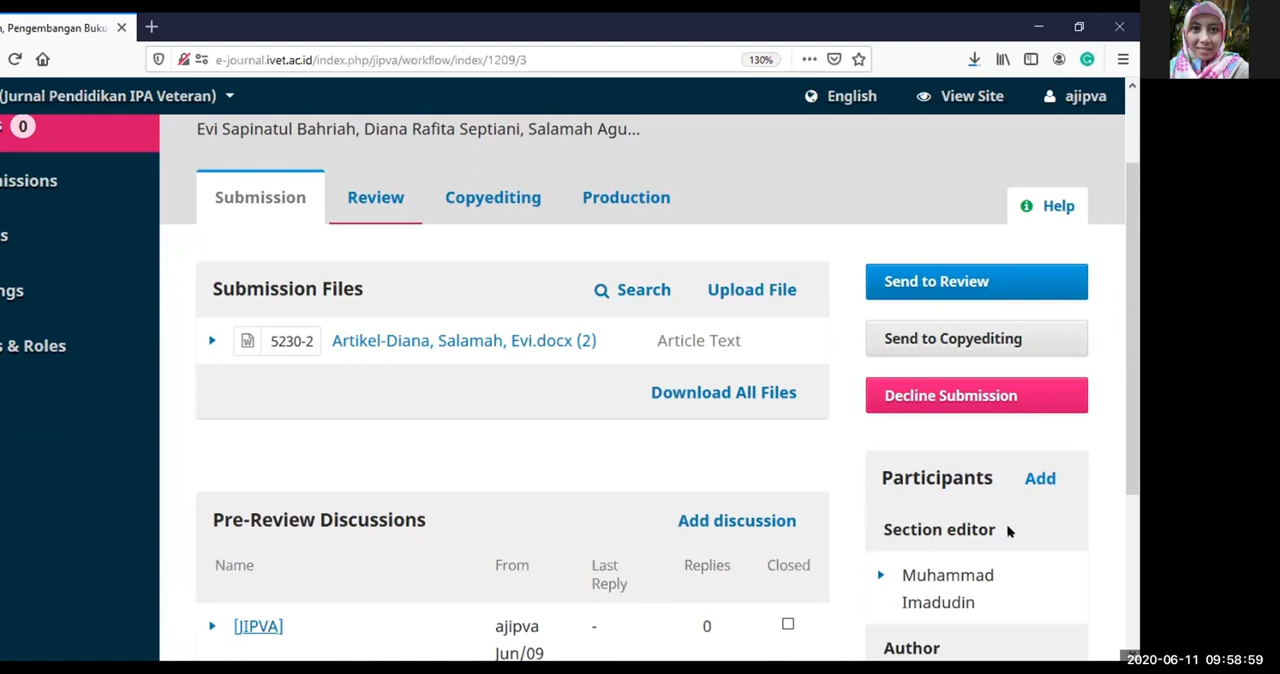 n, Pengembangan Buku
e-journal.ivet.ac.id/index.php/jipva/workflow/index/1209/3
130%
(Jurnal Pendidikan IPA Veteran)
English
View Site
ajipva
s 0
Evi Sapinatul Bahriah, Diana Rafita Septiani, Salamah Agu...
issions
s
ngs
s & Roles
Submission
Review
Copyediting
Production
Help
Submission Files
Search
Upload File
5230-2
Artikel-Diana, Salamah, Evi.docx (2)
Article Text
Download All Files
Send to Review
Send to Copyediting
Decline Submission
Participants
Add
Section editor
Muhammad
Imadudin
Author
Pre-Review Discussions
Add discussion
Name
From
Last
Reply
Replies
Closed
[JIPVA]
ajipva
Jun/09
-
0
2020-06-11 09:58:59